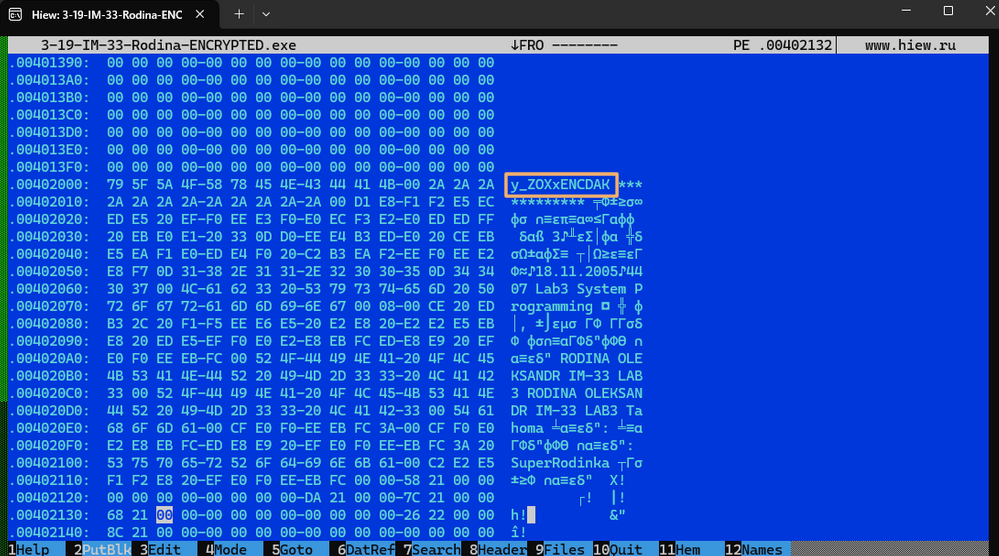 Hiew: 3-19-IM-33-Rodina-ENC
3-19-IM-33-Rodina-ENCRYPTED.exe ↓FRO -------- PE .00402132 www.hiew.ru
.00401390: 00 00 00 00-00 00 00 00-00 00 00 00-00 00 00 00
.004013A0: 00 00 00 00-00 00 00 00-00 00 00 00-00 00 00 00
.004013B0: 00 00 00 00-00 00 00 00-00 00 00 00-00 00 00 00
.004013C0: 00 00 00 00-00 00 00 00-00 00 00 00-00 00 00 00
.004013D0: 00 00 00 00-00 00 00 00-00 00 00 00-00 00 00 00
.004013E0: 00 00 00 00-00 00 00 00-00 00 00 00-00 00 00 00
.004013F0: 00 00 00 00-00 00 00 00-00 00 00 00-00 00 00 00
.00402000: 79 5F 5A 4F-58 78 45 4E-43 44 41 4B-00 2A 2A 2A y_ZOXxENCDAK ***
.00402010: 2A 2A 2A 2A-2A 2A 2A 2A-2A 00 D1 E8-F1 F2 E5 EC ********* ╤Φ±≥σ∞
.00402020: ED E5 20 EF-F0 EE E3 F0-E0 EC F3 E2-E0 ED ED FF φσ ∩≡επ≡α∞≤Γαφφ
.00402030: 20 EB E0 E1-20 33 0D D0-EE E4 B3 ED-E0 20 CE EB δαß 3♪╨εΣ│φα ╬δ
.00402040: E5 EA F1 E0-ED E4 F0 20-C2 B3 EA F2-EE F0 EE E2 σΩ±αφΣ≡ ┬│Ω≥ε≡εΓ
.00402050: E8 F7 0D 31-38 2E 31 31-2E 32 30 30-35 0D 34 34 Φ≈♪18.11.2005♪44
.00402060: 30 37 00 4C-61 62 33 20-53 79 73 74-65 6D 20 50 07 Lab3 System P
.00402070: 72 6F 67 72-61 6D 6D 69-6E 67 00 08-00 CE 20 ED rogramming ◘ ╬ φ
.00402080: B3 2C 20 F1-F5 EE E6 E5-20 E2 E8 20-E2 E2 E5 EB │, ±⌡εµσ ΓΦ ΓΓσδ
.00402090: E8 20 ED E5-EF F0 E0 E2-E8 EB FC ED-E8 E9 20 EF Φ φσ∩≡αΓΦδⁿφΦΘ ∩
.004020A0: E0 F0 EE EB-FC 00 52 4F-44 49 4E 41-20 4F 4C 45 α≡εδⁿ RODINA OLE
.004020B0: 4B 53 41 4E-44 52 20 49-4D 2D 33 33-20 4C 41 42 KSANDR IM-33 LAB
.004020C0: 33 00 52 4F-44 49 4E 41-20 4F 4C 45-4B 53 41 4E 3 RODINA OLEKSAN
.004020D0: 44 52 20 49-4D 2D 33 33-20 4C 41 42-33 00 54 61 DR IM-33 LAB3 Ta
.004020E0: 68 6F 6D 61-00 CF E0 F0-EE EB FC 3A-00 CF F0 E0 homa ╧α≡εδⁿ: ╧≡α
.004020F0: E2 E8 EB FC-ED E8 E9 20-EF E0 F0 EE-EB FC 3A 20 ΓΦδⁿφΦΘ ∩α≡εδⁿ:
.00402100: 53 75 70 65-72 52 6F 64-69 6E 6B 61-00 C2 E2 E5 SuperRodinka ┬Γσ
.00402110: F1 F2 E8 20-EF E0 F0 EE-EB FC 00 00-58 21 00 00 ±≥Φ ∩α≡εδⁿ X!
.00402120: 00 00 00 00-00 00 00 00-DA 21 00 00-7C 21 00 00 ┌! |!
.00402130: 68 21 00 00-00 00 00 00-00 00 00 00-26 22 00 00 h! &"
.00402140: 8C 21 00 00-00 00 00 00-00 00 00 00-00 00 00 00 î!
1Help 2PutBlk 3Edit 4Mode 5Goto 6DatRef 7Search 8Header 9Files 10Quit 11Hem 12Names